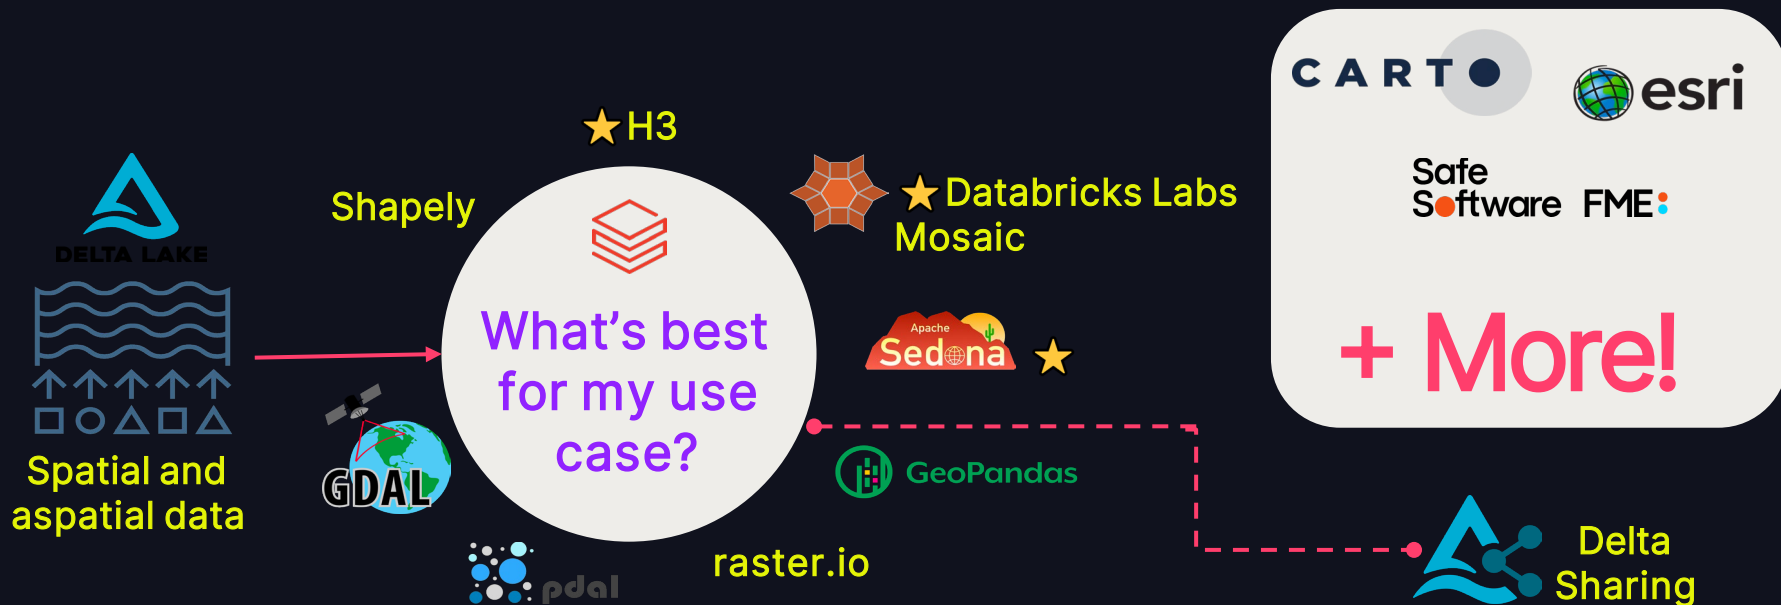 DELTA LAKE
Spatial and
aspatial data
Shapely
H3
What's best
for my use
case?
GDAL
pdal
raster.io
Databricks Labs
Mosaic
Apache
Sedona
GeoPandas
CARTO
esri
Safe
Software FME:
+ More!
Delta
Sharing